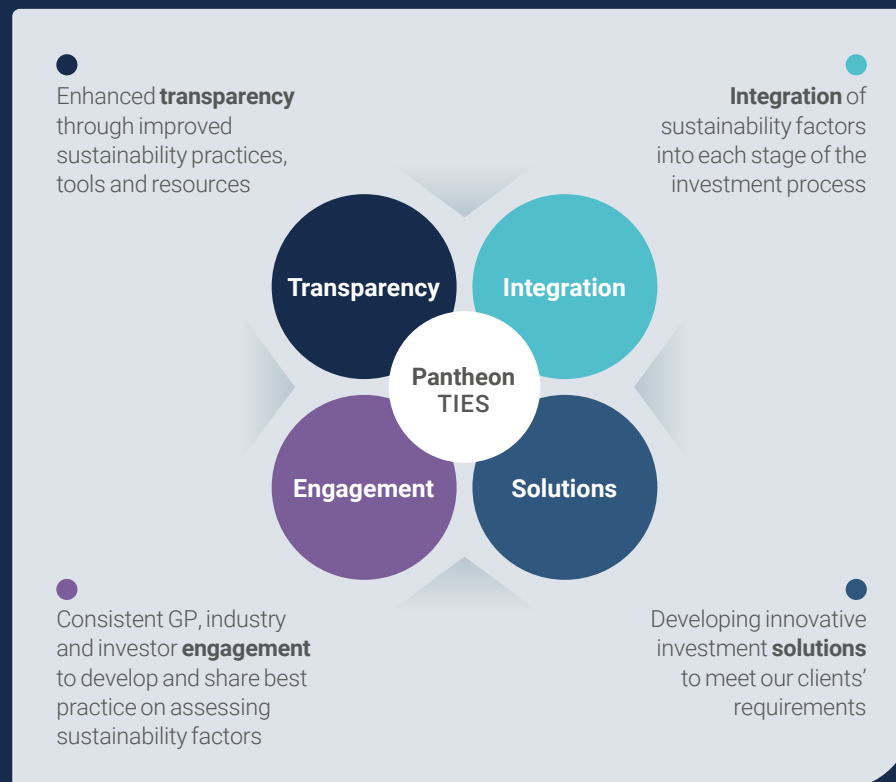 Enhanced transparency
through improved
sustainability practices,
tools and resources
Integration of
sustainability factors
into each stage of the
investment process
Transparency
Integration
Pantheon
TIES
Engagement
Solutions
Consistent GP, industry
and investor engagement
to develop and share best
practice on assessing
sustainability factors
Developing innovative
investment solutions
to meet our clients’
requirements